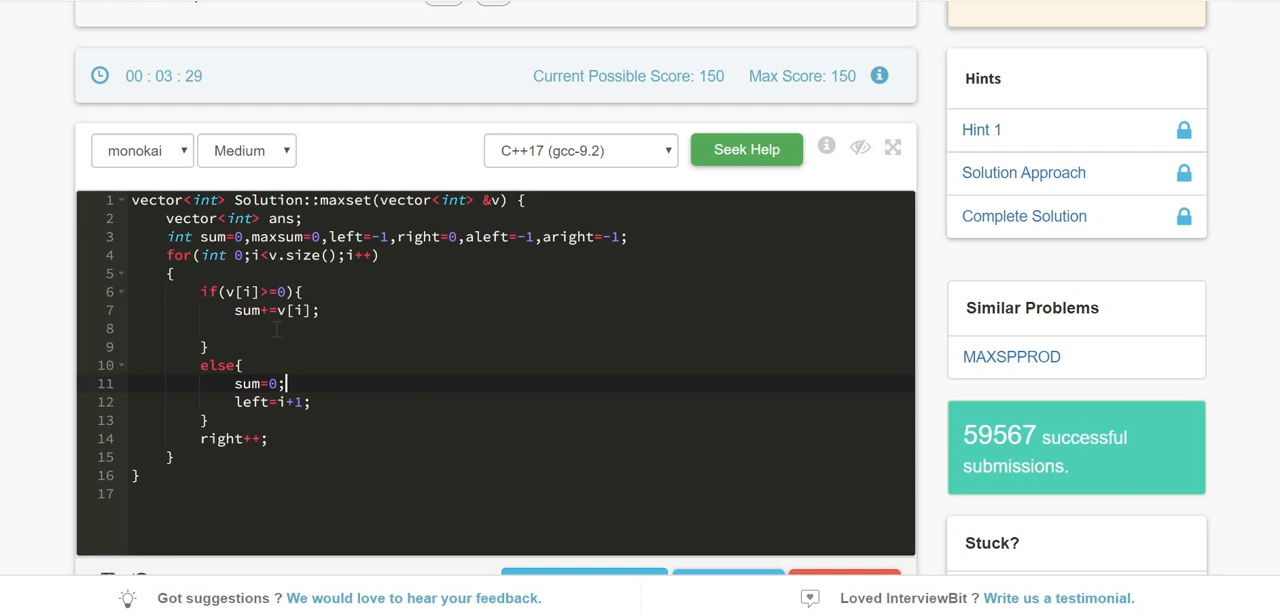 00 : 03 : 29
Current Possible Score: 150 Max Score: 150
monokai
Medium
C++17 (gcc-9.2)
Seek Help
1 vector<int> Solution::maxset(vector<int> &v) {
2 vector<int> ans;
3 int sum=0,maxsum=0,left=-1,right=0,aleft=-1,aright=-1;
4 for(int 0;i<v.size();i++)
5 {
6 if(v[i]>=0){
7 sum+=v[i];
8
9 }
10 else{
11 sum=0;
12 left=i+1;
13 }
14 right++;
15 }
16 }
17
Hints
Hint 1
Solution Approach
Complete Solution
Similar Problems
MAXSPPROD
59567 successful
submissions.
Stuck?
Got suggestions ? We would love to hear your feedback.
Loved InterviewBit ? Write us a testimonial.